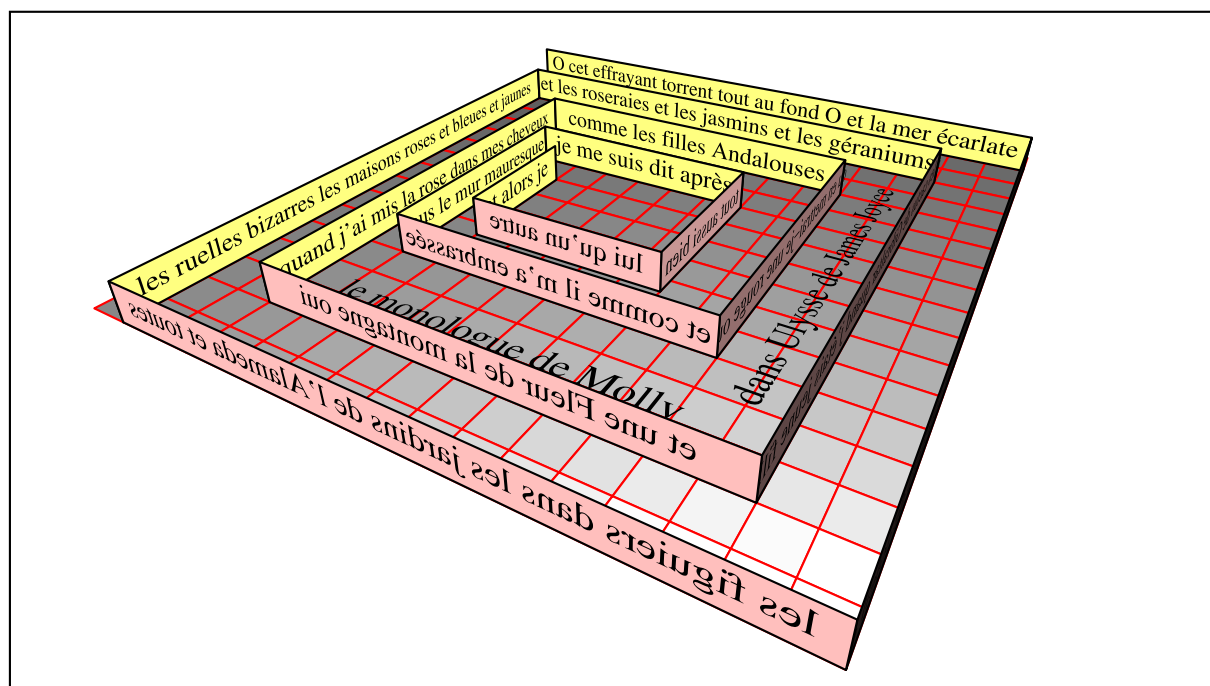 O cet effrayant torrent tout au fond O et la mer écarlate
les figuiers dans les jardins de l'Alameda et toutes
les ruelles bizarres les maisons roses et bleues et jaunes
et les roseraies et les jasmins et les géraniums
et une Fleur de la montagne oui
quand j'ai mis la rose dans mes cheveux
comme les filles Andalouses
une rouge
et comme il m'a embrassée
us le mur mauresque
je me suis dit après
tout aussi bien
lui qu'un autre
t alors je
le monologue de Molly
dans Ulysse de James Joyce